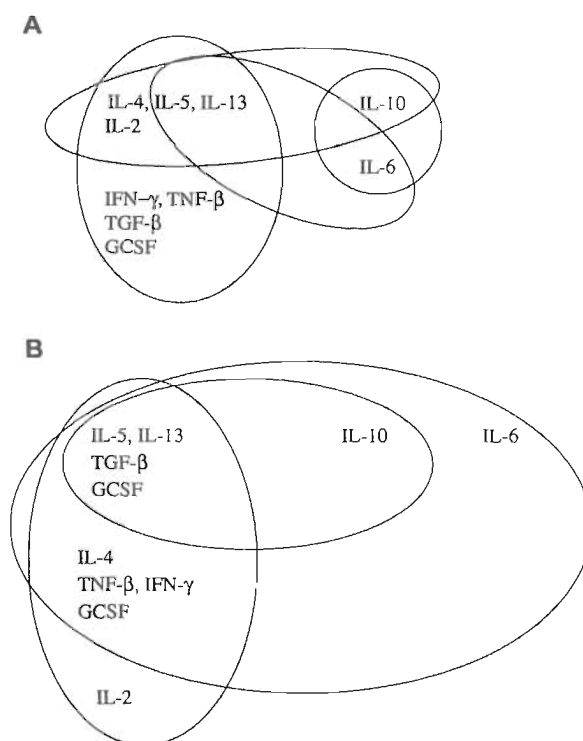 A
IL-4, IL-5, IL-13
IL-10
IL-2
IL-6
IFN-γ, TNF-β
TGF-β
GCSF
B
IL-5, IL-13
IL-10
IL-6
TGF-β
GCSF
IL-4
TNF-β, IFN-γ
GCSF
IL-2